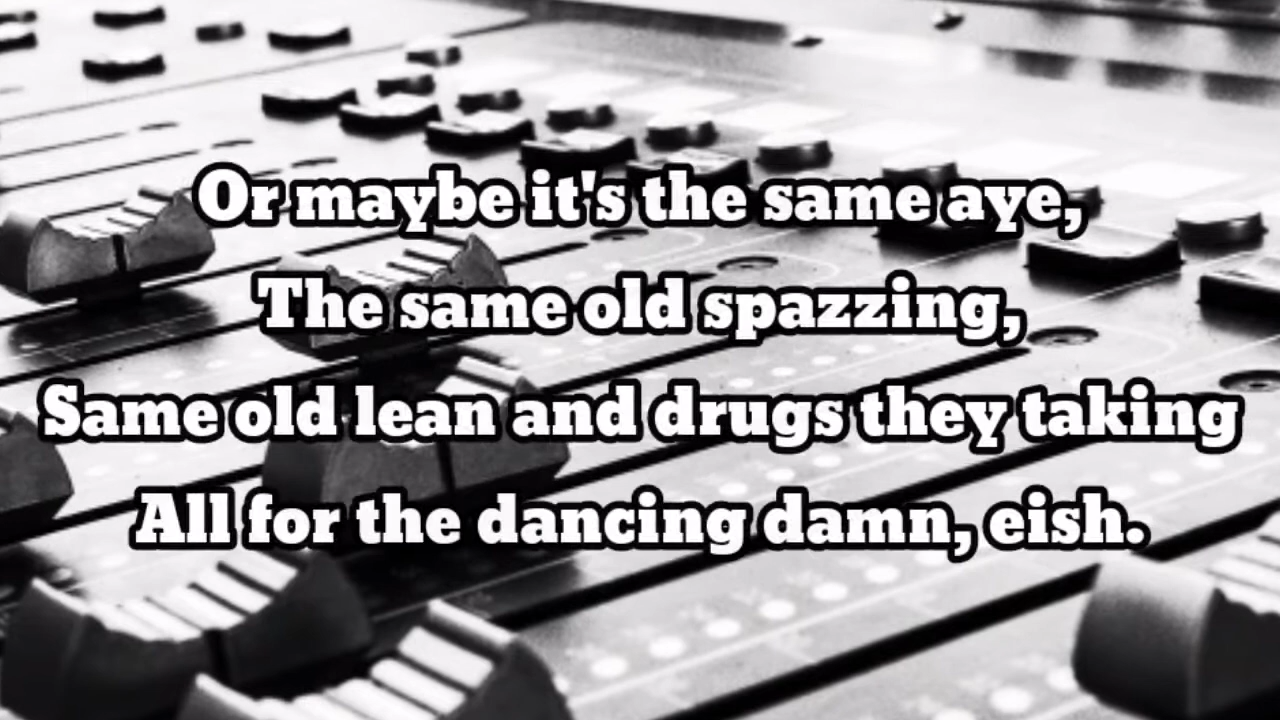 Or maybe it's the same aye,
The same old spazzing,
Same old lean and drugs they taking
All for the dancing damn, eish.